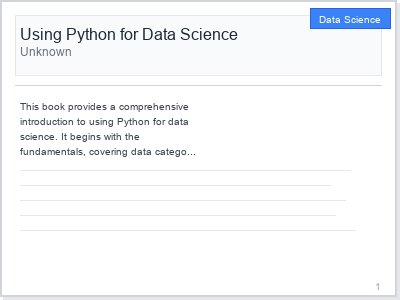 Data Science
Using Python for Data Science
Unknown
This book provides a comprehensive
introduction to using Python for data
science. It begins with the
fundamentals, covering data catego...
1